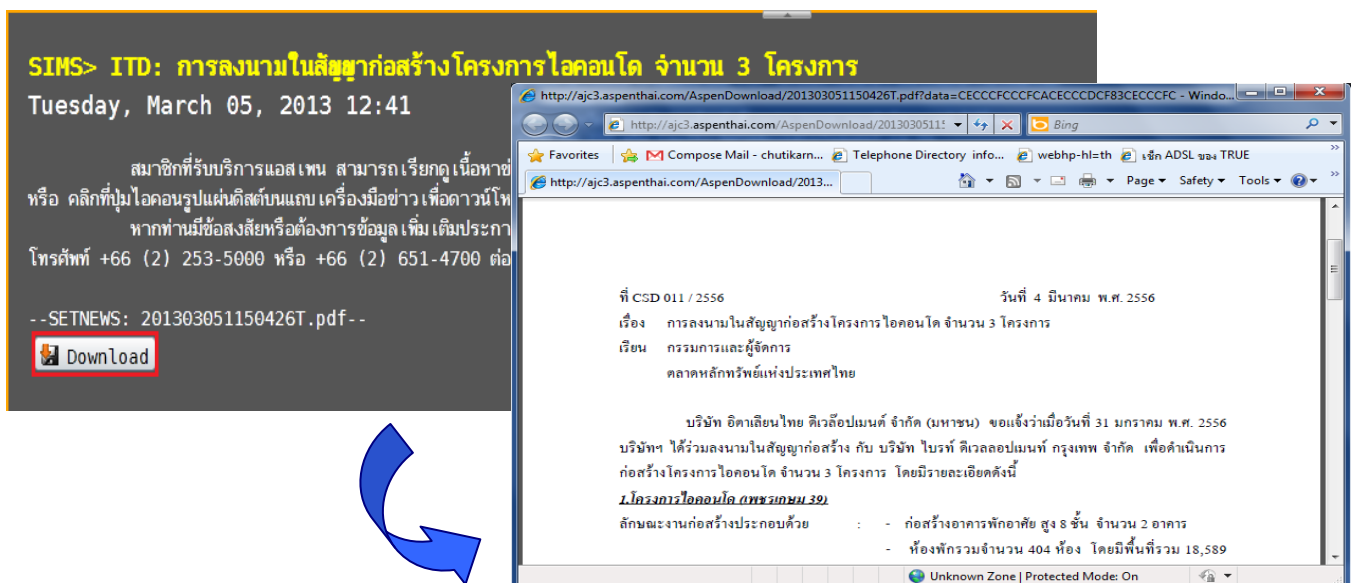 SIMS> ITD: การลงนามในสัญญาก่อสร้างโครงการไอคอนโด จำนวน 3 โครงการ
Tuesday, March 05, 2013 12:41
สมาชิกที่รับบริการแอสเพน สามารถเรียกดูเนื้อหาข่
หรือ คลิกที่ปุ่มไอคอนรูปแผ่นดิสต์บนแถบเครื่องมือข่าวเพื่อดาวน์โห
หากท่านมีข้อสงสัยหรือต้องการข้อมูลเพิ่มเติมประกา
โทรศัพท์ +66 (2) 253-5000 หรือ +66 (2) 651-4700 ต่อ
--SETNEWS: 201303051150426T.pdf--
Download
http://ajc3.aspenthai.com/AspenDownload/201303051150426T.pdf?data=CECCCFCCCFCACECCCDCF83CECCCFC - Windo...
http://ajc3.aspenthai.com/AspenDownload/2013030511 Bing
Favorites Compose Mail - chutikarn... Telephone Directory info... webhp-hl=th เช็ก ADSL ของ TRUE
http://ajc3.aspenthai.com/AspenDownload/2013... Page Safety Tools
ที่ CSD 011 / 2556 วันที่ 4 มีนาคม พ.ศ. 2556
เรื่อง การลงนามในสัญญาก่อสร้างโครงการไอคอนโด จำนวน 3 โครงการ
เรียน กรรมการและผู้จัดการ
ตลาดหลักทรัพย์แห่งประเทศไทย
บริษัท อิตาเลียนไทย ดีเวล๊อปเมนต์ จำกัด (มหาชน) ขอแจ้งว่าเมื่อวันที่ 31 มกราคม พ.ศ. 2556
บริษัทฯ ได้ร่วมลงนามในสัญญาก่อสร้าง กับ บริษัท ไบรท์ ดีเวลลอปเมนท์ กรุงเทพ จำกัด เพื่อดำเนินการ
ก่อสร้างโครงการไอคอนโด จำนวน 3 โครงการ โดยมีรายละเอียดดังนี้
1.โครงการไอคอนโด (เพชรเกษม 39)
ลักษณะงานก่อสร้างประกอบด้วย : - ก่อสร้างอาคารพักอาศัย สูง 8 ชั้น จำนวน 2 อาคาร
- ห้องพักรวมจำนวน 404 ห้อง โดยมีพื้นที่รวม 18,589
Unknown Zone | Protected Mode: On